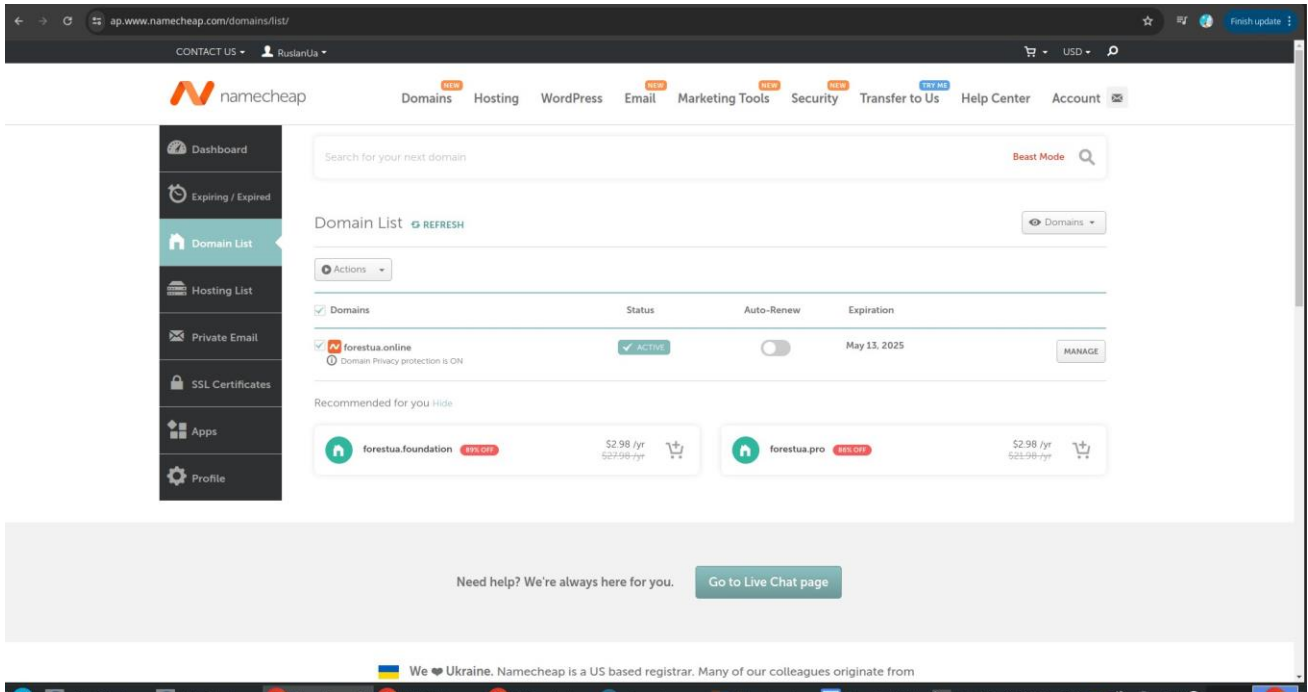 ap.www.namecheap.com/domains/list/
Finish update
CONTACT US RuslanUa USD
NEW NEW NEW NEW TRY ME
namecheap Domains Hosting WordPress Email Marketing Tools Security Transfer to Us Help Center Account
Dashboard
Expiring / Expired
Domain List
Hosting List
Private Email
SSL Certificates
Apps
Profile
Search for your next domain Beast Mode
Domain List REFRESH Domains
Actions
Domains Status Auto-Renew Expiration
forestua.online ACTIVE May 13, 2025 MANAGE
Domain Privacy protection is ON
Recommended for you Hide
forestua.foundation 89% OFF $2.98 /yr
$27.98 /yr
forestua.pro 86% OFF $2.98 /yr
$21.98 /yr
Need help? We're always here for you. Go to Live Chat page
We ❤ Ukraine. Namecheap is a US based registrar. Many of our colleagues originate from